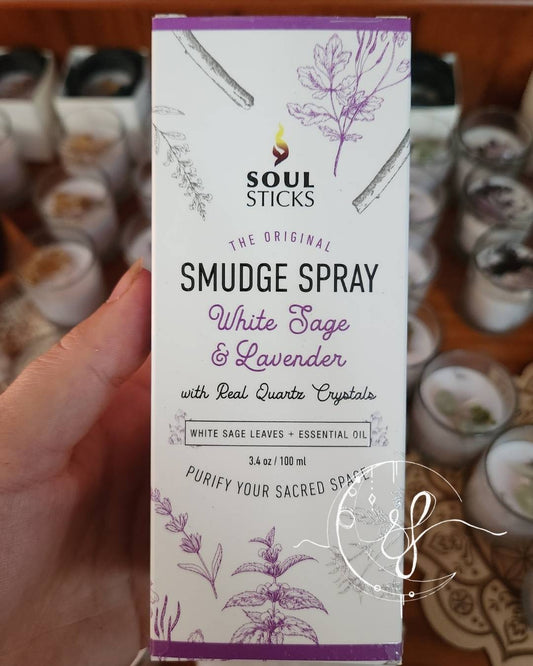 SOUL
STICKS
THE ORIGINAL
SMUDGE SPRAY
White Sage
& Lavender
with Real Quartz Crystals
WHITE SAGE LEAVES + ESSENTIAL OIL
3.4 oz / 100 ml
PURIFY YOUR SACRED SPACE